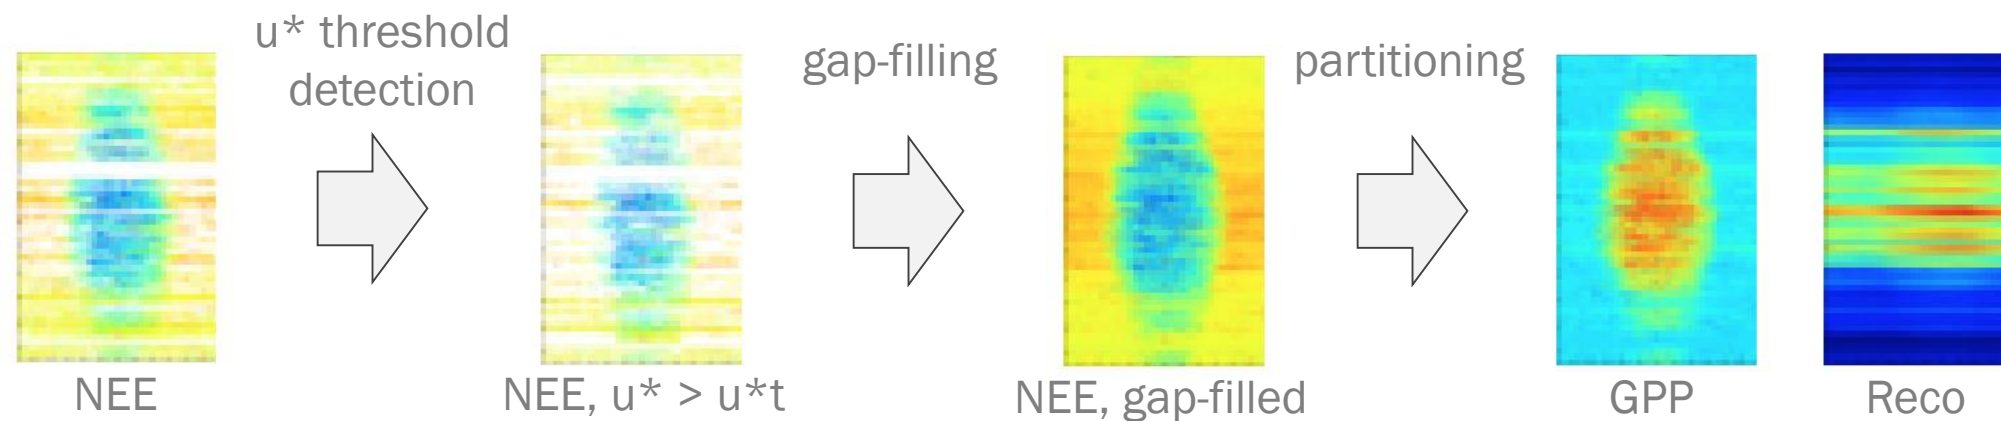 u* threshold
detection
gap-filling
partitioning
NEE
NEE, u* > u*t
NEE, gap-filled
GPP
Reco